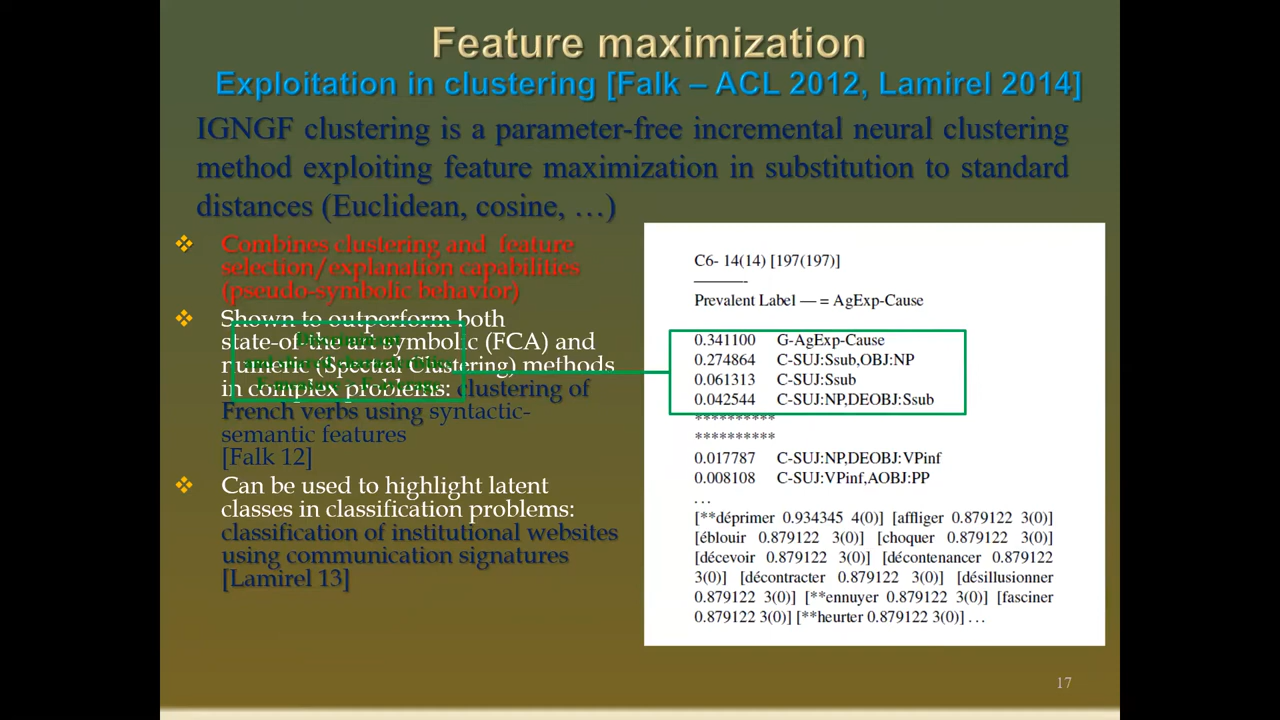 Feature maximization
Exploitation in clustering [Falk – ACL 2012, Lamirel 2014]
IGNGF clustering is a parameter-free incremental neural clustering
method exploiting feature maximization in substitution to standard
distances (Euclidean, cosine, …)
Combines clustering and feature
selection/explanation capabilities
(pseudo-symbolic behavior)
Shown to outperform both
state-of-the art symbolic (FCA) and
numeric (Spectral Clustering) methods
in complex problems: clustering of
French verbs using syntactic-
semantic features
[Falk 12]
Can be used to highlight latent
classes in classification problems:
classification of institutional websites
using communication signatures
[Lamirel 13]
C6- 14(14) [197(197)]
———-
Prevalent Label — = AgExp-Cause
0.341100 G-AgExp-Cause
0.274864 C-SUJ:Ssub,OBJ:NP
0.061313 C-SUJ:Ssub
0.042544 C-SUJ:NP,DEOBJ:Ssub
**********
**********
0.017787 C-SUJ:NP,DEOBJ:VPinf
0.008108 C-SUJ:VPinf,AOBJ:PP
...
[**déprimer 0.934345 4(0)] [affliger 0.879122 3(0)]
[éblouir 0.879122 3(0)] [choquer 0.879122 3(0)]
[décevoir 0.879122 3(0)] [décontenancer 0.879122
3(0)] [décontracter 0.879122 3(0)] [désillusionner
0.879122 3(0)] [**ennuyer 0.879122 3(0)] [fasciner
0.879122 3(0)] [**heurter 0.879122 3(0)] ...
17